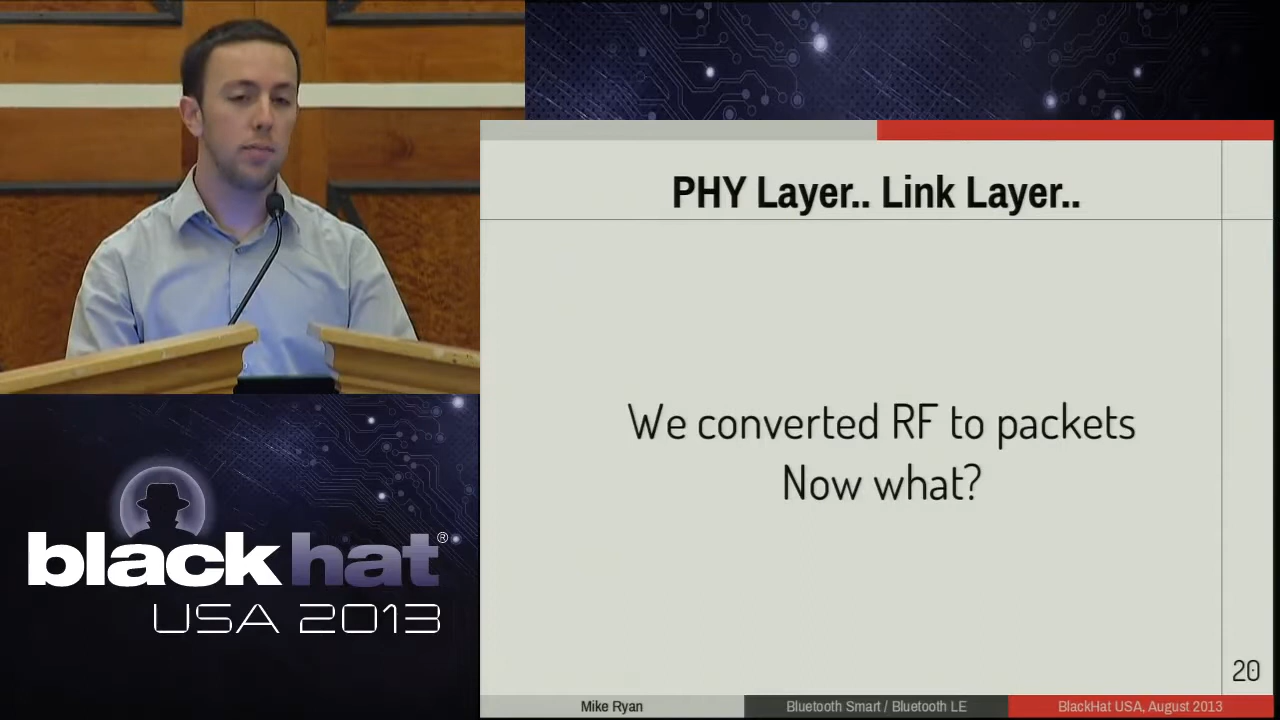 PHY Layer.. Link Layer..
We converted RF to packets
Now what?
20
Mike Ryan
Bluetooth Smart / Bluetooth LE
BlackHat USA, August 2013
black hat®
USA 2013